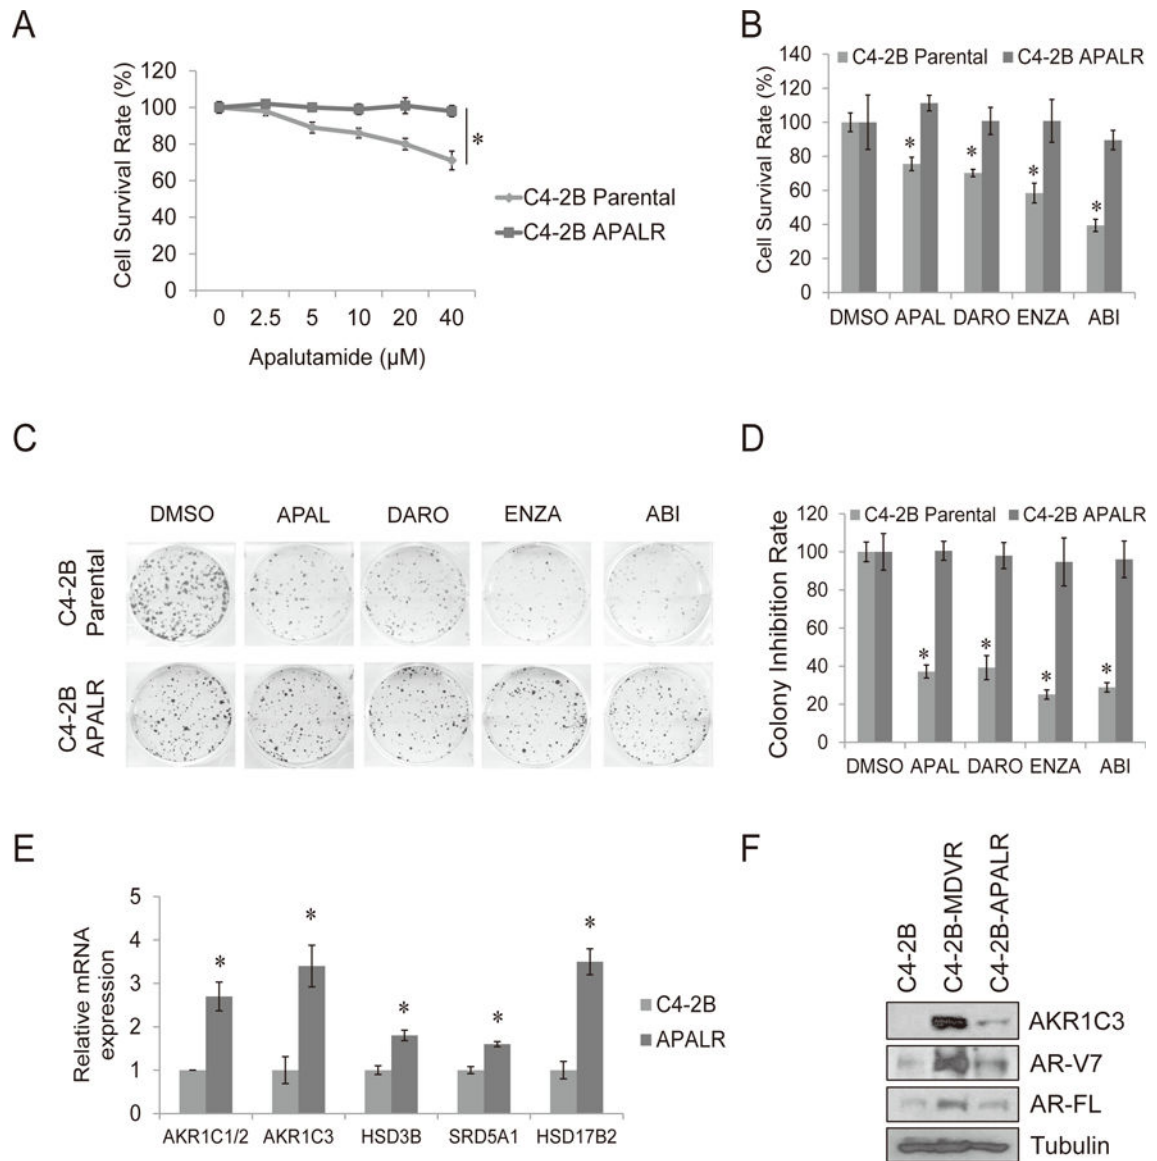 A
120
100
80
60
40
20
0
Cell Survival Rate (%)
0 2.5 5 10 20 40
Apalutamide (µM)
*
C4-2B Parental
C4-2B APALR
B
140
120
100
80
60
40
20
0
Cell Survival Rate (%)
C4-2B Parental C4-2B APALR
* * * *
DMSO APAL DARO ENZA ABI
C
DMSO APAL DARO ENZA ABI
C4-2B
Parental
C4-2B
APALR
D
120
100
80
60
40
20
0
Colony Inhibition Rate
C4-2B Parental C4-2B APALR
* * * *
DMSO APAL DARO ENZA ABI
E
5
4
3
2
1
0
Relative mRNA
expression
* * * * *
AKR1C1/2 AKR1C3 HSD3B SRD5A1 HSD17B2
C4-2B
APALR
F
C4-2B
C4-2B-MDVR
C4-2B-APALR
AKR1C3
AR-V7
AR-FL
Tubulin